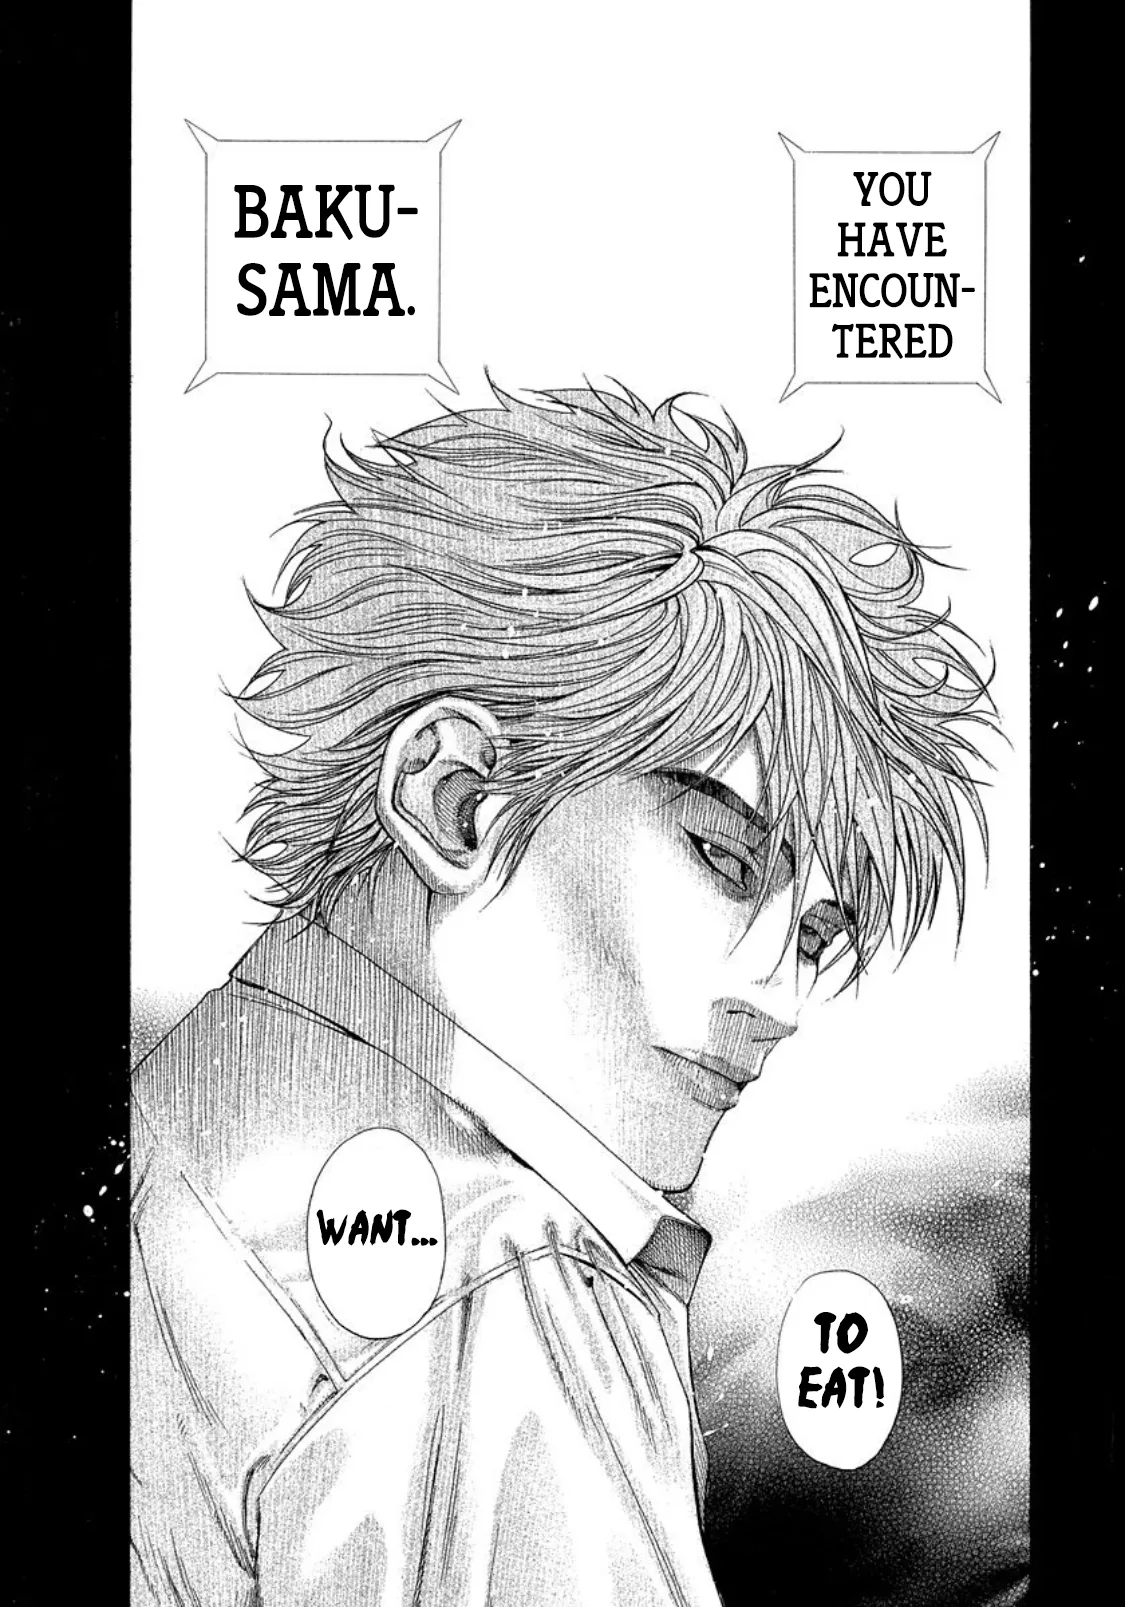 YOU
HAVE
ENCOUN-
TERED
BAKU-
SAMA.
WANT...
TO
EAT!